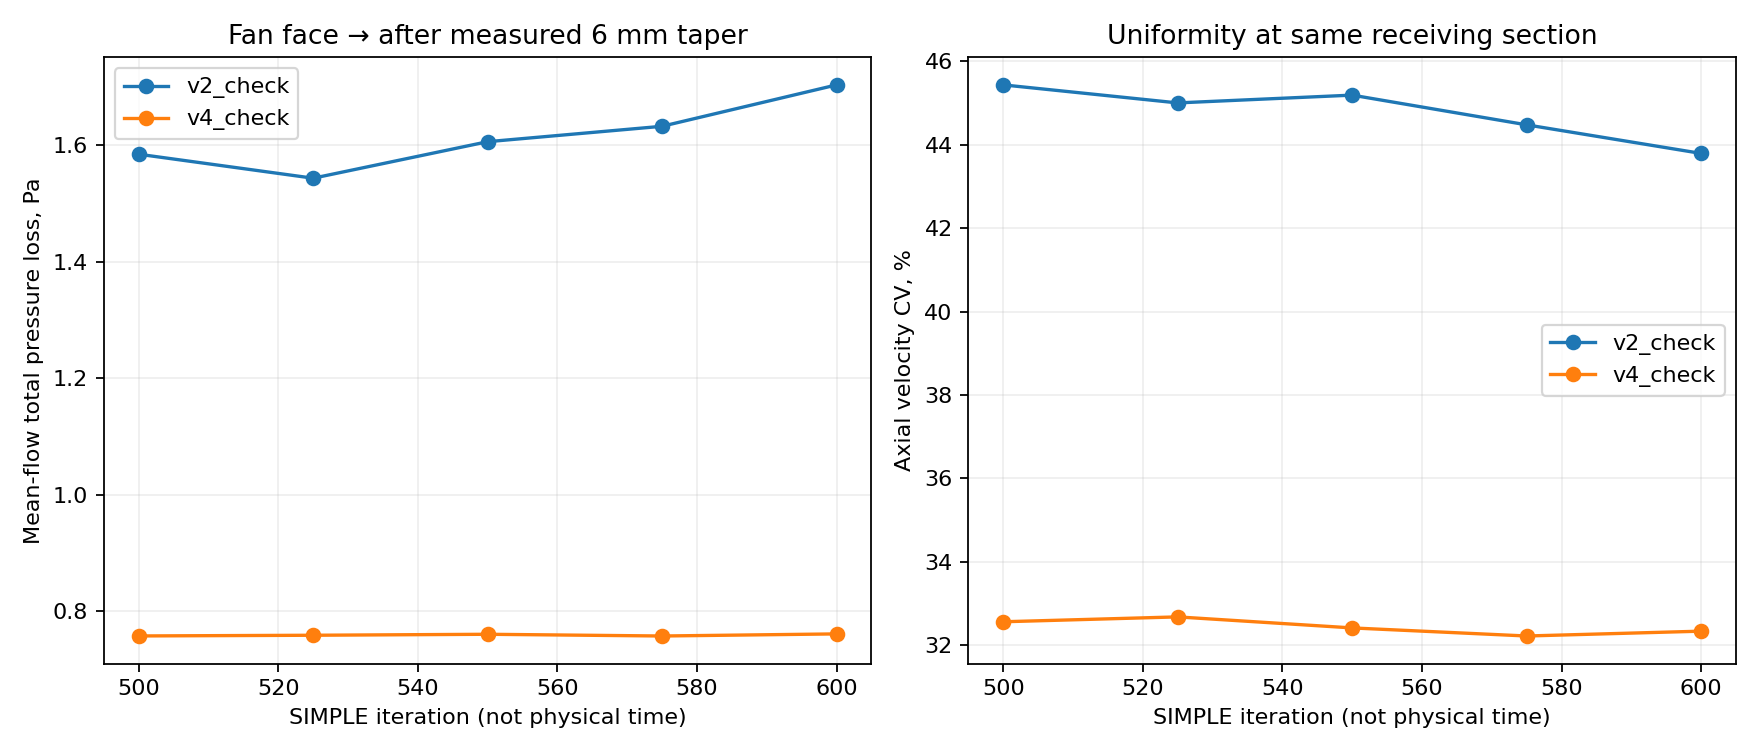 Fan face → after measured 6 mm taper
v2_check
v4_check
Mean-flow total pressure loss, Pa
1.6
1.4
1.2
1.0
0.8
500
520
540
560
580
600
SIMPLE iteration (not physical time)
Uniformity at same receiving section
v2_check
v4_check
Axial velocity CV, %
46
44
42
40
38
36
34
32
500
520
540
560
580
600
SIMPLE iteration (not physical time)